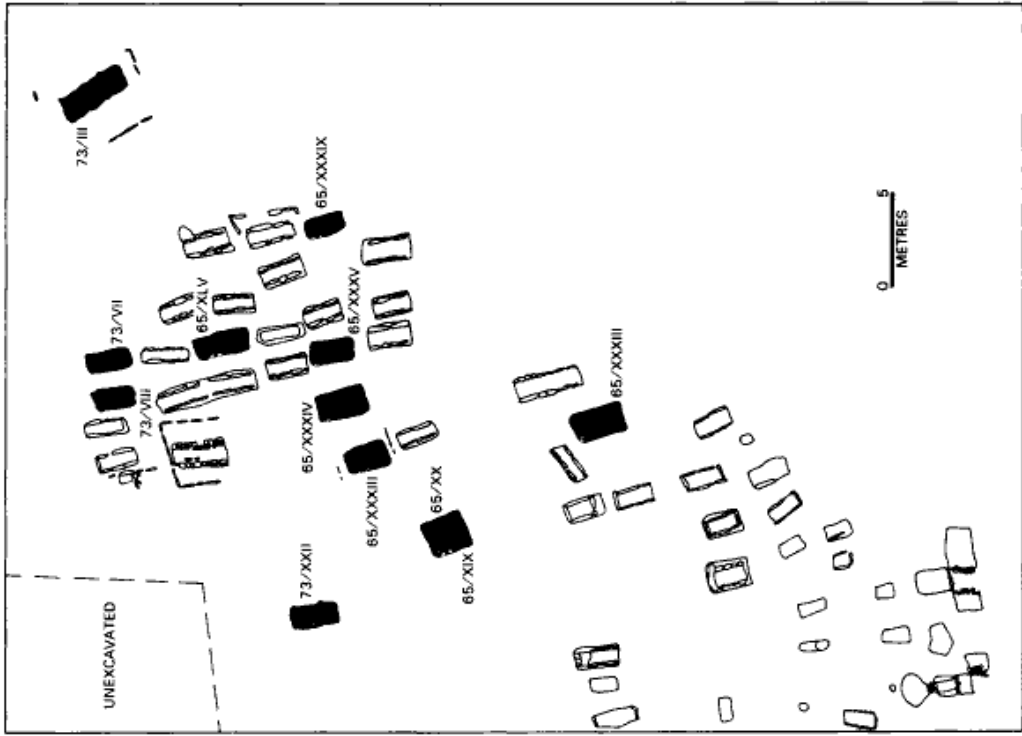 73/III
65/XXXIX
73/VII
65/XLV
65/XXXV
73/VIII
65/XXXIV
65/XXXIII
65/XXXIII
65/XX
65/XIX
73/XXII
UNEXCAVATED
0 5
METRES